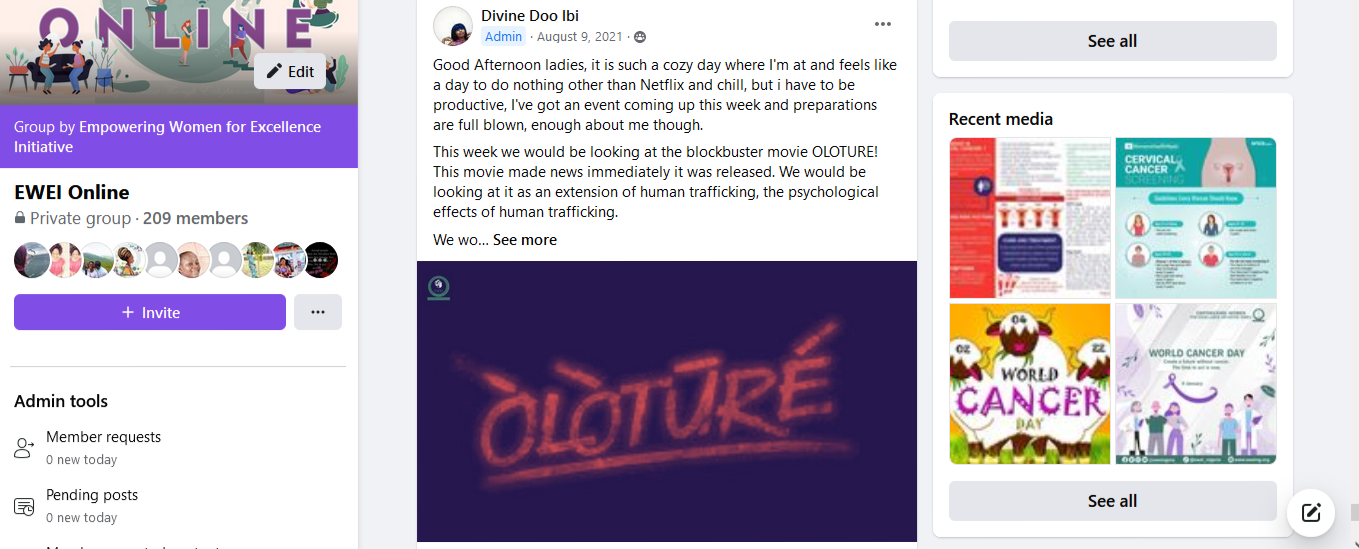 ONLINE
Edit
Group by Empowering Women for Excellence
Initiative
EWEI Online
Private group · 209 members
+ Invite
Admin tools
Member requests
0 new today
Pending posts
0 new today
Divine Doo Ibi
Admin · August 9, 2021 ·
Good Afternoon ladies, it is such a cozy day where I'm at and feels like
a day to do nothing other than Netflix and chill, but i have to be
productive, I've got an event coming up this week and preparations
are full blown, enough about me though.
This week we would be looking at the blockbuster movie OLOTURE!
This movie made news immediately it was released. We would be
looking at it as an extension of human trafficking, the psychological
effects of human trafficking.
We wo... See more
ÒLÒTŪRÉ
See all
Recent media
CERVICAL
CANCER
SCREENING
04
02
22
WORLD
CANCER
DAY
WORLD CANCER DAY
See all